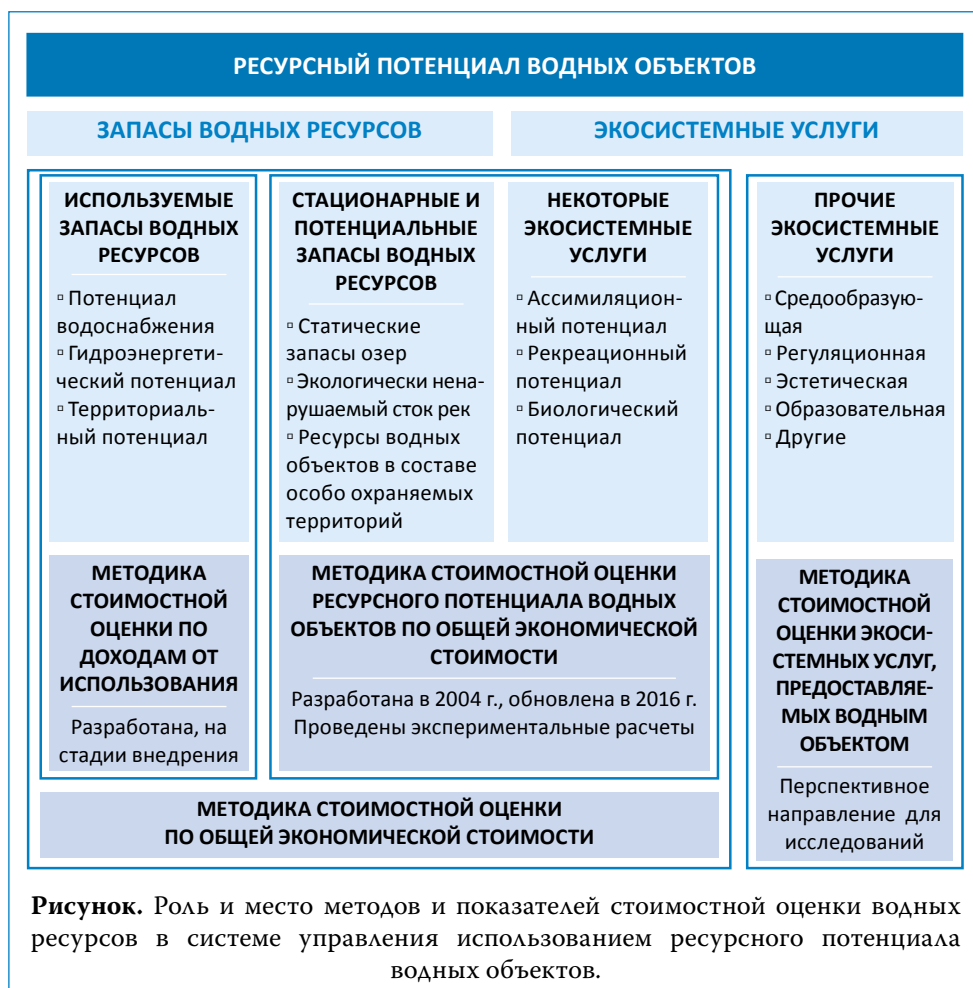 РЕСУРСНЫЙ ПОТЕНЦИАЛ ВОДНЫХ ОБЪЕКТОВ
ЗАПАСЫ ВОДНЫХ РЕСУРСОВ
ЭКОСИСТЕМНЫЕ УСЛУГИ
ИСПОЛЬЗУЕМЫЕ
ЗАПАСЫ ВОДНЫХ
РЕСУРСОВ
▫ Потенциал
водоснабжения
▫ Гидроэнергети-
ческий потенциал
▫ Территориаль-
ный потенциал
МЕТОДИКА
СТОИМОСТНОЙ
ОЦЕНКИ ПО
ДОХОДАМ ОТ
ИСПОЛЬЗОВАНИЯ
Разработана, на
стадии внедрения
СТАЦИОНАРНЫЕ И
ПОТЕНЦИАЛЬНЫЕ
ЗАПАСЫ ВОДНЫХ
РЕСУРСОВ
▫ Статические
запасы озер
▫ Экологически нена-
рушаемый сток рек
▫ Ресурсы водных
объектов в составе
особо охраняемых
территорий
НЕКОТОРЫЕ
ЭКОСИСТЕМНЫЕ
УСЛУГИ
▫ Ассимиляцион-
ный потенциал
▫ Рекреационный
потенциал
▫ Биологический
потенциал
МЕТОДИКА СТОИМОСТНОЙ ОЦЕНКИ
РЕСУРСНОГО ПОТЕНЦИАЛА ВОДНЫХ
ОБЪЕКТОВ ПО ОБЩЕЙ ЭКОНОМИЧЕСКОЙ
СТОИМОСТИ
Разработана в 2004 г., обновлена в 2016 г.
Проведены экспериментальные расчеты
МЕТОДИКА СТОИМОСТНОЙ ОЦЕНКИ
ПО ОБЩЕЙ ЭКОНОМИЧЕСКОЙ СТОИМОСТИ
ПРОЧИЕ
ЭКОСИСТЕМНЫЕ
УСЛУГИ
▫ Средообразую-
щая
▫ Регуляционная
▫ Эстетическая
▫ Образовательная
▫ Другие
МЕТОДИКА
СТОИМОСТНОЙ
ОЦЕНКИ ЭКОСИ-
СТЕМНЫХ УСЛУГ,
ПРЕДОСТАВЛЯЕ-
МЫХ ВОДНЫМ
ОБЪЕКТОМ
Перспективное
направление для
исследований
Рисунок. Роль и место методов и показателей стоимостной оценки водных
ресурсов в системе управления использованием ресурсного потенциала
водных объектов.